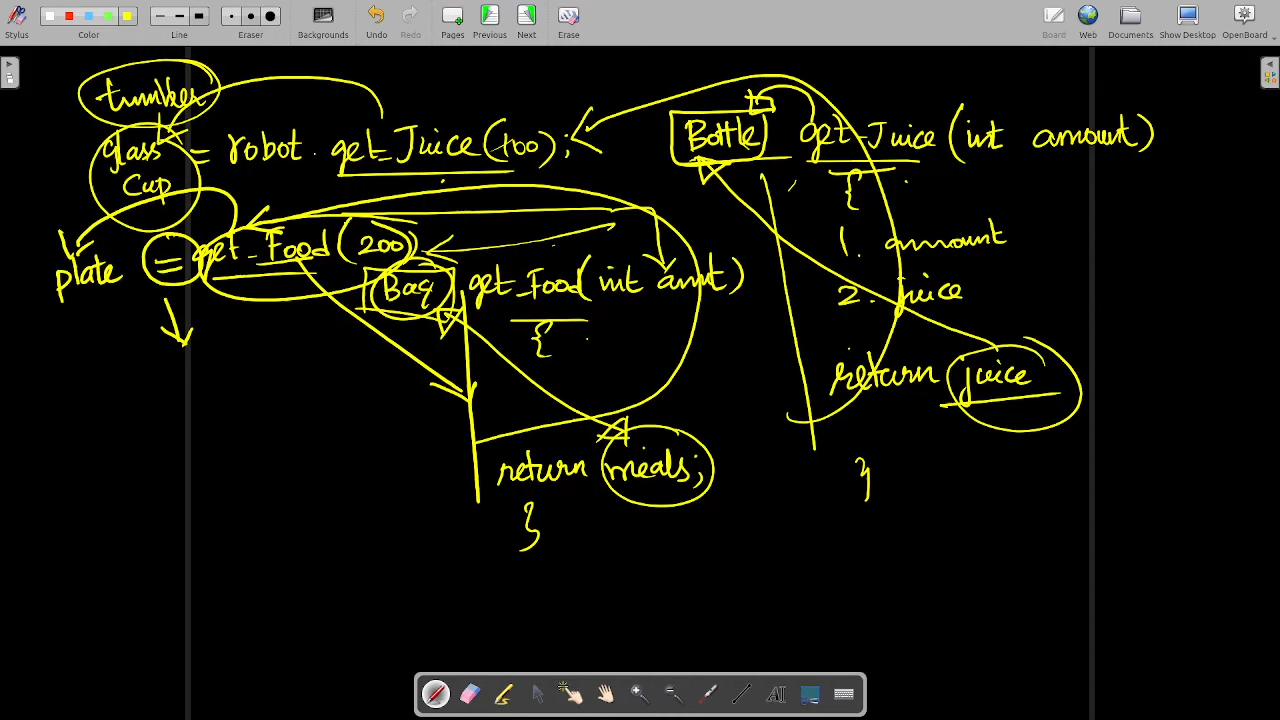 Stylus
Color
Line
Eraser
Backgrounds
Undo
Redo
Pages
Previous
Next
Erase
Board
Web
Documents
Show Desktop
OpenBoard
tumbler
glass = robot. get_Juice(100);
Cup
Bottle get_Juice(int amount)
{
1. amount
2. juice
return juice
}
plate = get_Food(200)
Bag get_Food(int amnt)
{
return meals;
}